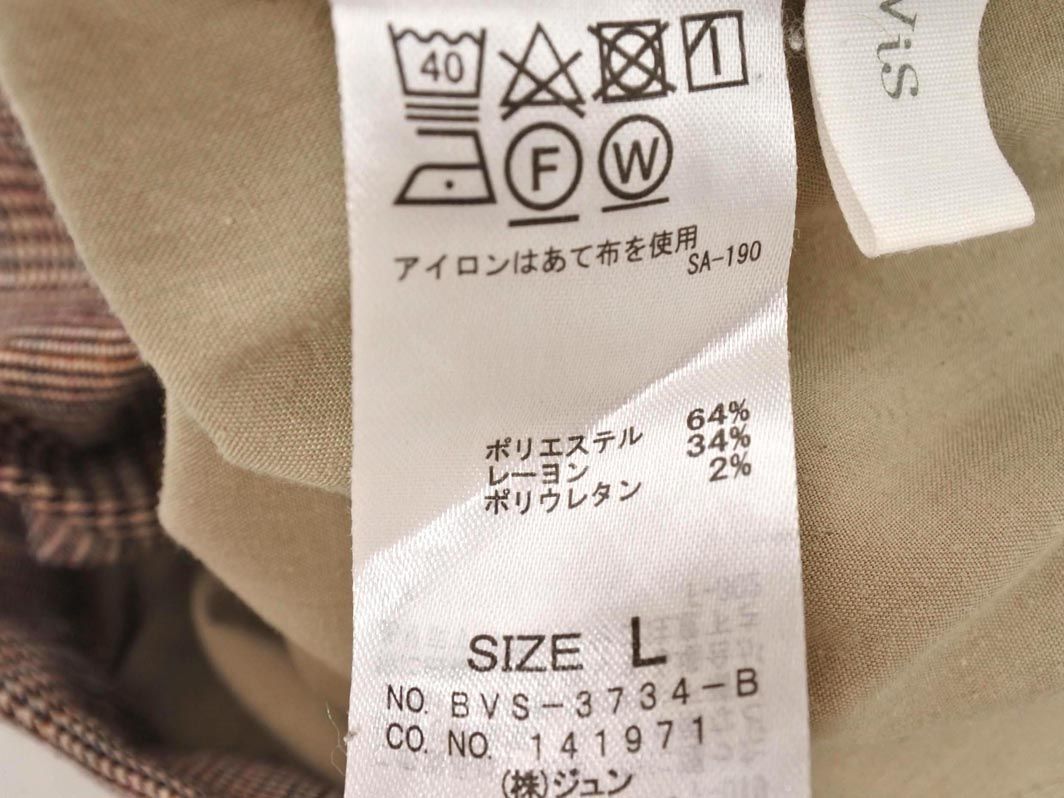 ViS
40
F W
アイロンはあて布を使用
SA-190
ポリエステル 64%
レーヨン 34%
ポリウレタン 2%
SIZE L
NO. BVS-3734-B
CO. NO. 141971
(株)ジュン